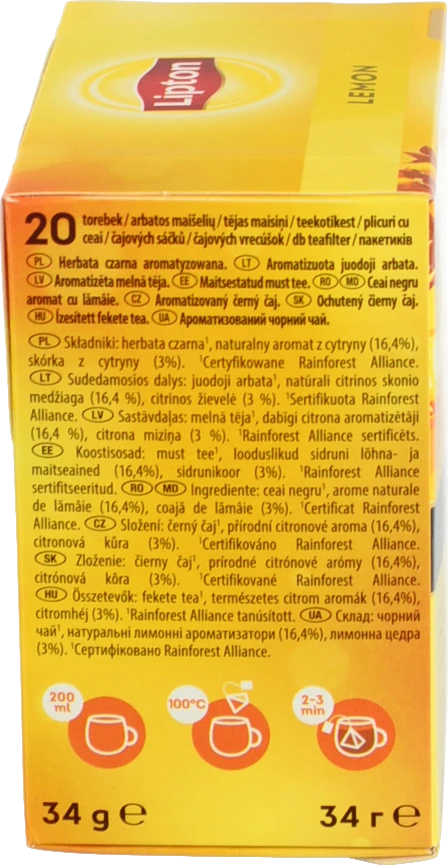 Lipton
LEMON
20 torebek / arbatos maišelių / tējas maisiņi / teekotikest / plicuri cu
ceai / čajových sáčků / čajových vrecúšok / db teafilter / пакетиків
PL Herbata czarna aromatyzowana. LT Aromatizuota juodoji arbata.
LV Aromatizēta melnā tēja. EE Maitsestatud must tee. RO MD Ceai negru
aromat cu lămâie. CZ Aromatizovaný černý čaj. SK Ochutený čierny čaj.
HU Ízesített fekete tea. UA Ароматизований чорний чай.
PL Składniki: herbata czarna¹, naturalny aromat z cytryny (16,4%),
skórka z cytryny (3%). ¹Certyfikowane Rainforest Alliance.
LT Sudedamosios dalys: juodoji arbata¹, natūrali citrinos skonio
medžiaga (16,4 %), citrinos žievelė (3 %). ¹Sertifikuota Rainforest
Alliance. LV Sastāvdaļas: melnā tēja¹, dabīgi citrona aromatizētāji
(16,4 %), citrona miziņa (3 %). ¹Rainforest Alliance sertificēts.
EE Koostisosad: must tee¹, looduslikud sidruni lõhna- ja
maitseained (16,4%), sidrunikoor (3%). ¹Rainforest Alliance
sertifitseeritud. RO MD Ingrediente: ceai negru¹, arome naturale
de lămâie (16,4%), coajă de lămâie (3%). ¹Certificat Rainforest
Alliance. CZ Složení: černý čaj¹, přírodní citronové aroma (16,4%),
citronová kůra (3%). ¹Certifikováno Rainforest Alliance.
SK Zloženie: čierny čaj¹, prírodné citrónové arómy (16,4%),
citrónová kôra (3%). ¹Certifikované Rainforest Alliance.
HU Összetevők: fekete tea¹, természetes citrom aromák (16,4%),
citromhéj (3%). ¹Rainforest Alliance tanúsított. UA Склад: чорний
чай¹, натуральні лимонні ароматизатори (16,4%), лимонна цедра
(3%). ¹Сертифіковано Rainforest Alliance.
200 ml
100°C
2-3 min
34 g ℮
34 г ℮